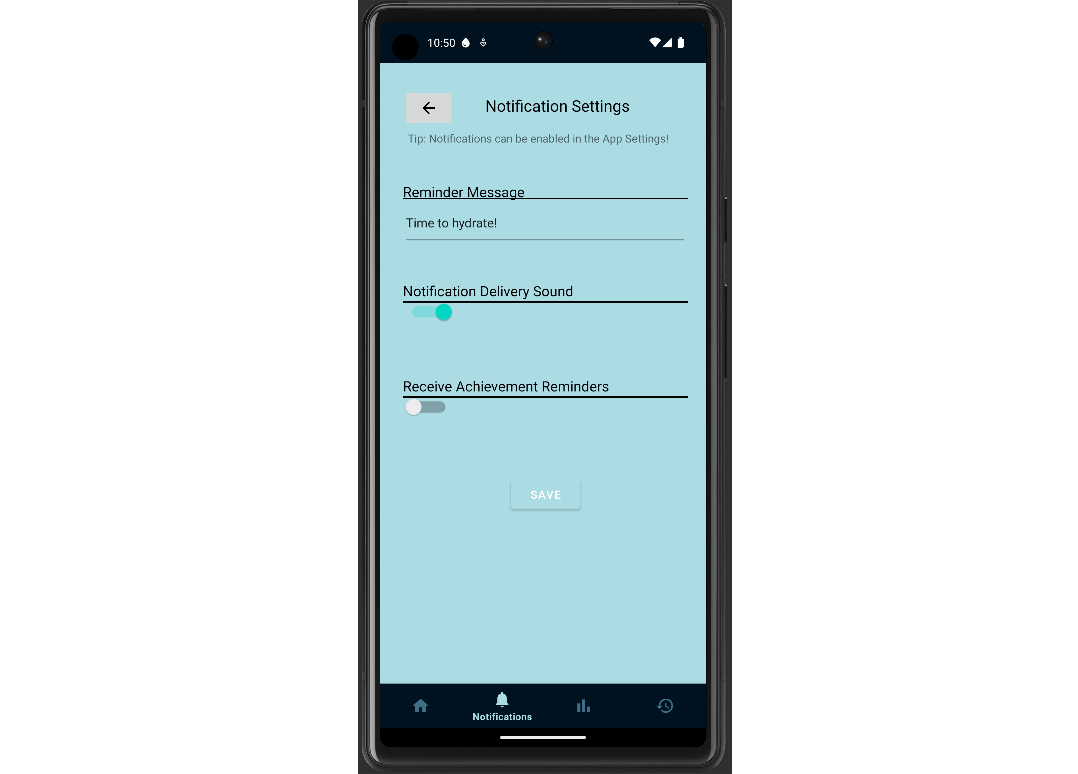 10:50
Notification Settings
Tip: Notifications can be enabled in the App Settings!
Reminder Message
Time to hydrate!
Notification Delivery Sound
Receive Achievement Reminders
SAVE
Notifications